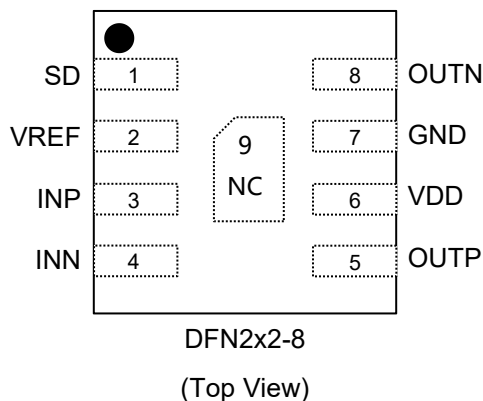 SD 1 8 OUTN
VREF 2 9 7 GND
INP 3 NC 6 VDD
INN 4 5 OUTP
DFN2x2-8
(Top View)